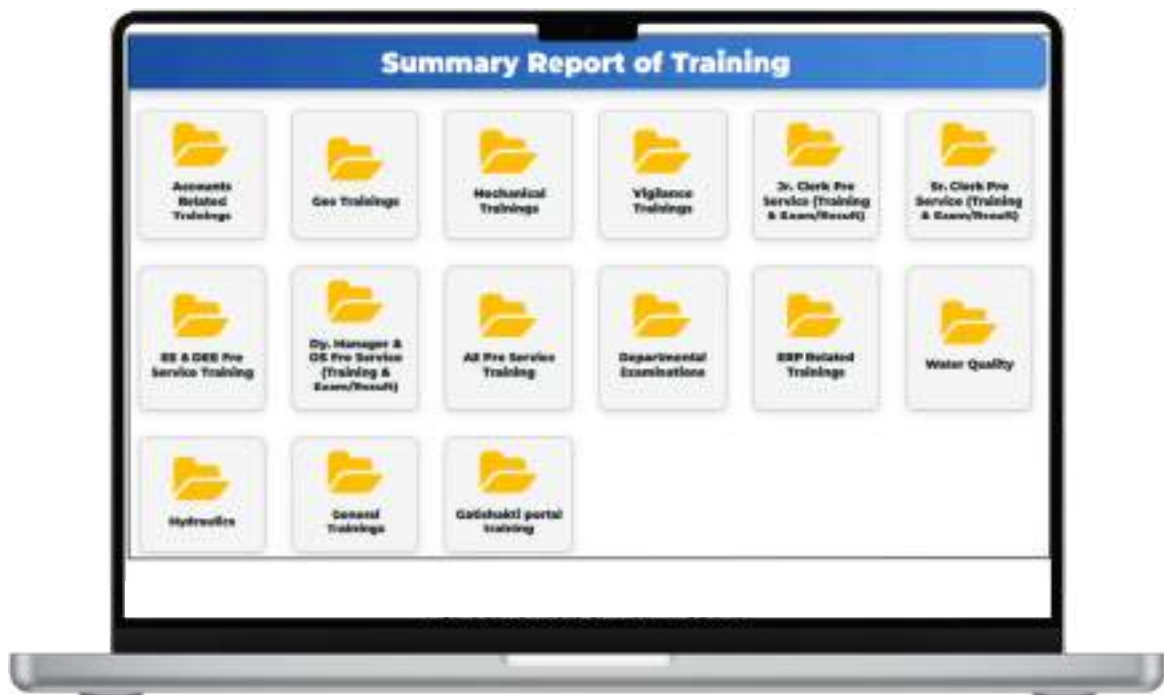 Summary Report of Training
Accounts
Related
Trainings
Geo Trainings
Mechanical
Trainings
Vigilance
Trainings
Jr. Clerk Pre
Service (Training
& Exam/Result)
Sr. Clerk Pre
Service (Training
& Exam/Result)
EE & DEE Pre
Service Training
Dy. Manager &
OS Pre Service
(Training &
Exam/Result)
AE Pre Service
Training
Departmental
Examinations
ERP Related
Trainings
Water Quality
Hydraulics
General
Trainings
Gatishakti portal
training